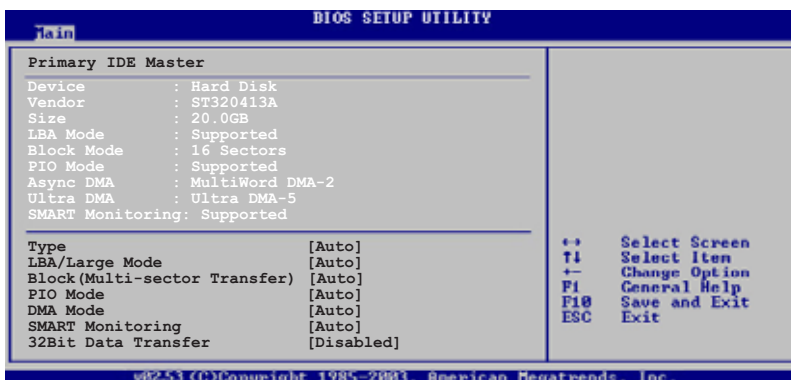 BIOS SETUP UTILITY
Main
Primary IDE Master
Device : Hard Disk
Vendor : ST320413A
Size : 20.0GB
LBA Mode : Supported
Block Mode : 16 Sectors
PIO Mode : Supported
Async DMA : MultiWord DMA-2
Ultra DMA : Ultra DMA-5
SMART Monitoring: Supported
Type [Auto]
LBA/Large Mode [Auto]
Block(Multi-sector Transfer) [Auto]
PIO Mode [Auto]
DMA Mode [Auto]
SMART Monitoring [Auto]
32Bit Data Transfer [Disabled]
↔ Select Screen
↑↓ Select Item
+- Change Option
F1 General Help
F10 Save and Exit
ESC Exit
v02.53 (C)Copyright 1985-2003, American Megatrends, Inc.